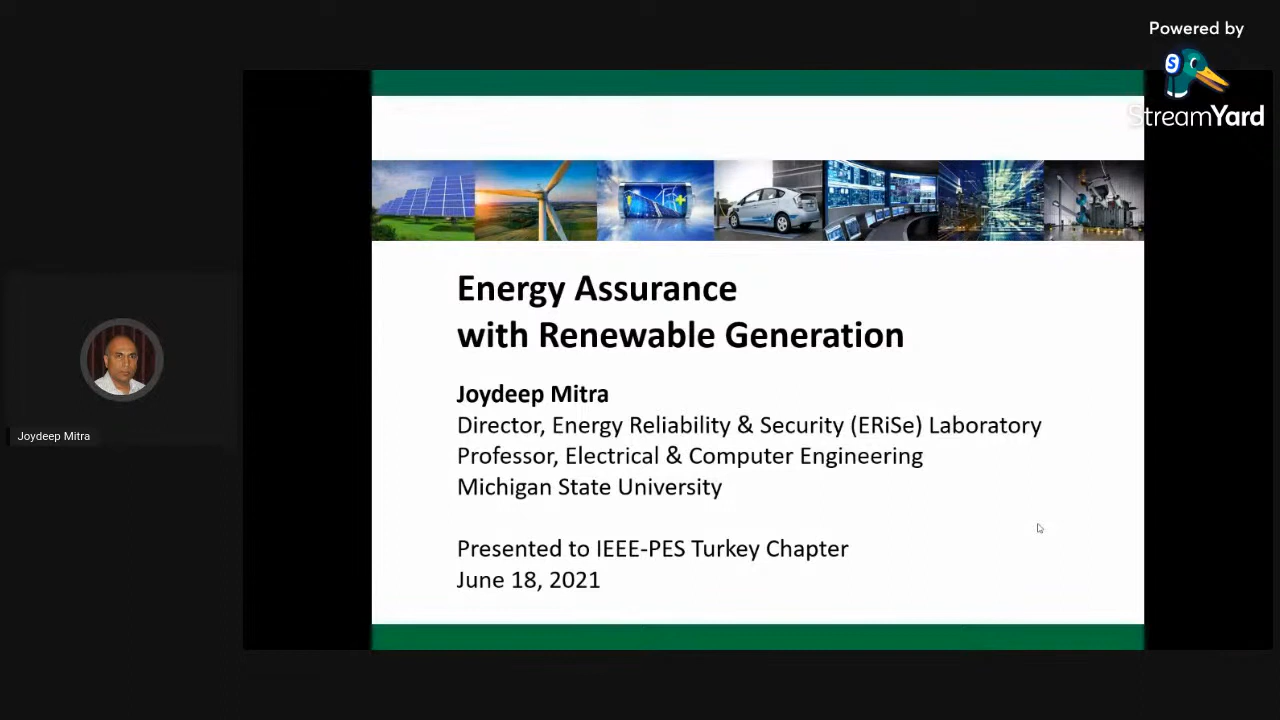 Powered by
StreamYard
Energy Assurance
with Renewable Generation
Joydeep Mitra
Director, Energy Reliability & Security (ERiSe) Laboratory
Professor, Electrical & Computer Engineering
Michigan State University
Presented to IEEE-PES Turkey Chapter
June 18, 2021
Joydeep Mitra